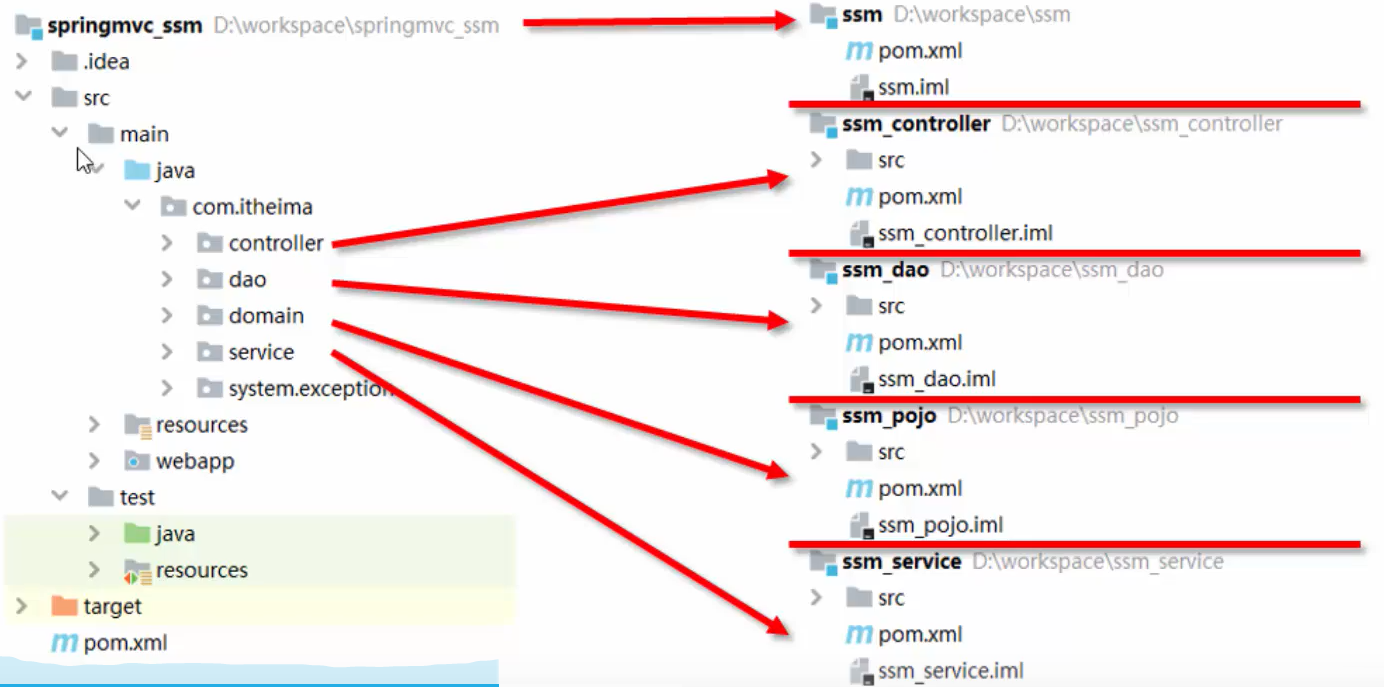 springmvc_ssm D:\workspace\springmvc_ssm
.idea
src
main
java
com.itheima
controller
dao
domain
service
system.exception
resources
webapp
test
java
resources
target
pom.xml
ssm D:\workspace\ssm
pom.xml
ssm.iml
ssm_controller D:\workspace\ssm_controller
src
pom.xml
ssm_controller.iml
ssm_dao D:\workspace\ssm_dao
src
pom.xml
ssm_dao.iml
ssm_pojo D:\workspace\ssm_pojo
src
pom.xml
ssm_pojo.iml
ssm_service D:\workspace\ssm_service
src
pom.xml
ssm_service.iml